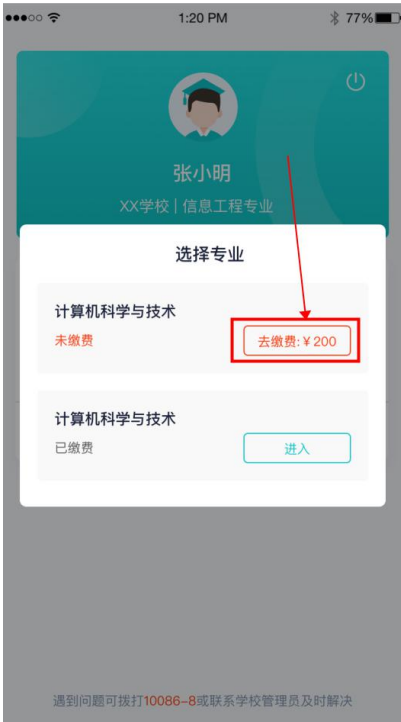 1:20 PM
77%
张小明
XX学校 | 信息工程专业
选择专业
计算机科学与技术
未缴费
去缴费:￥200
计算机科学与技术
已缴费
进入
遇到问题可拨打10086-8或联系学校管理员及时解决